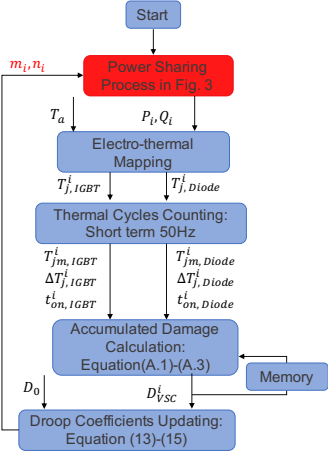 Start
m_i, n_i
Power Sharing
Process in Fig. 3
T_a
P_i, Q_i
Electro-thermal
Mapping
T^i_{j,IGBT}
T^i_{j,Diode}
Thermal Cycles Counting:
Short term 50Hz
T^i_{jm,IGBT}
T^i_{jm,Diode}
ΔT^i_{j,IGBT}
ΔT^i_{j,Diode}
t^i_{on,IGBT}
t^i_{on,Diode}
Accumulated Damage
Calculation:
Equation(A.1)-(A.3)
Memory
D_0
D^i_{VSC}
Droop Coefficients Updating:
Equation (13)-(15)